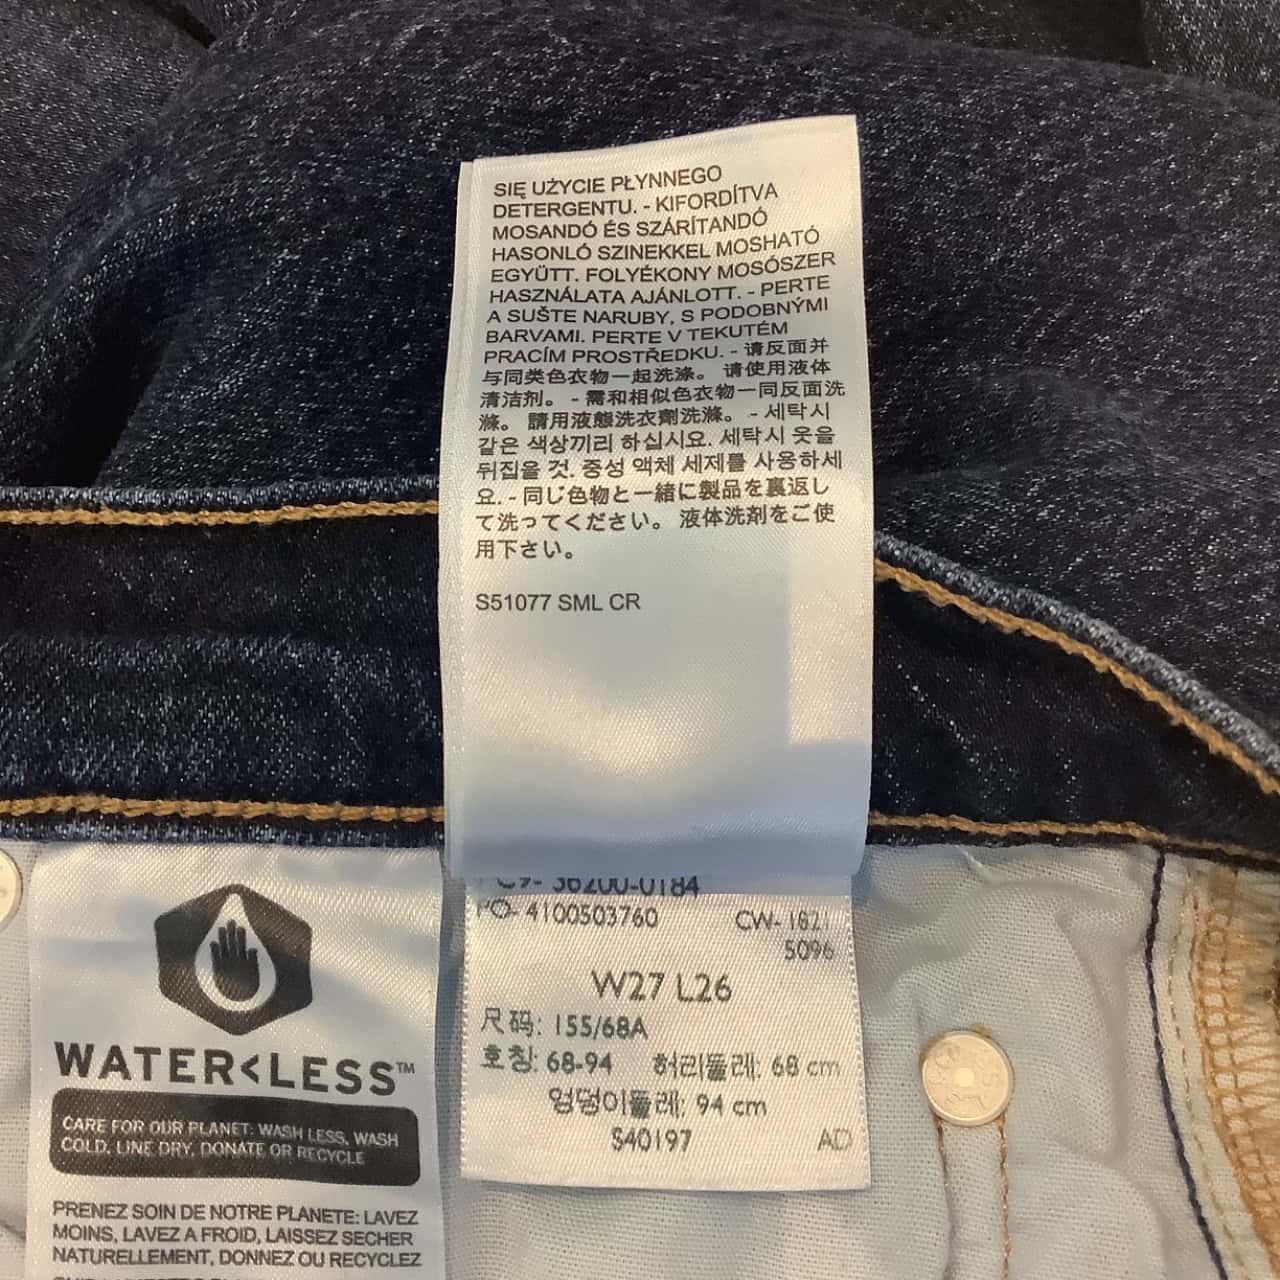 SIĘ UŻYCIE PŁYNNEGO
DETERGENTU. - KIFORDÍTVA
MOSANDÓ ÉS SZÁRÍTANDÓ
HASONLÓ SZINEKKEL MOSHATÓ
EGYÜTT. FOLYÉKONY MOSÓSZER
HASZNÁLATA AJÁNLOTT. - PERTE
A SUŠTE NARUBY, S PODOBNÝMI
BARVAMI. PERTE V TEKUTÉM
PRACÍM PROSTŘEDKU. - 请反面并
与同类色衣物一起洗涤。 请使用液体
清洁剂。 - 需和相似色衣物一同反面洗
滌。 請用液態洗衣劑洗滌。 - 세탁시
같은 색상끼리 하십시요. 세탁시 옷을
뒤집을 것. 중성 액체 세제를 사용하세
요. - 同じ色物と一緒に製品を裏返し
て洗ってください。 液体洗剤をご使
用下さい。
S51077 SML CR
PC9- 36200-0184
PO- 4100503760 CW- 1821
5096
W27 L26
尺码: 155/68A
호칭: 68-94 허리둘레: 68 cm
엉덩이둘레: 94 cm
S40197 AD
WATER<LESS™
CARE FOR OUR PLANET: WASH LESS, WASH
COLD, LINE DRY, DONATE OR RECYCLE
PRENEZ SOIN DE NOTRE PLANETE: LAVEZ
MOINS, LAVEZ A FROID, LAISSEZ SECHER
NATURELLEMENT, DONNEZ OU RECYCLEZ